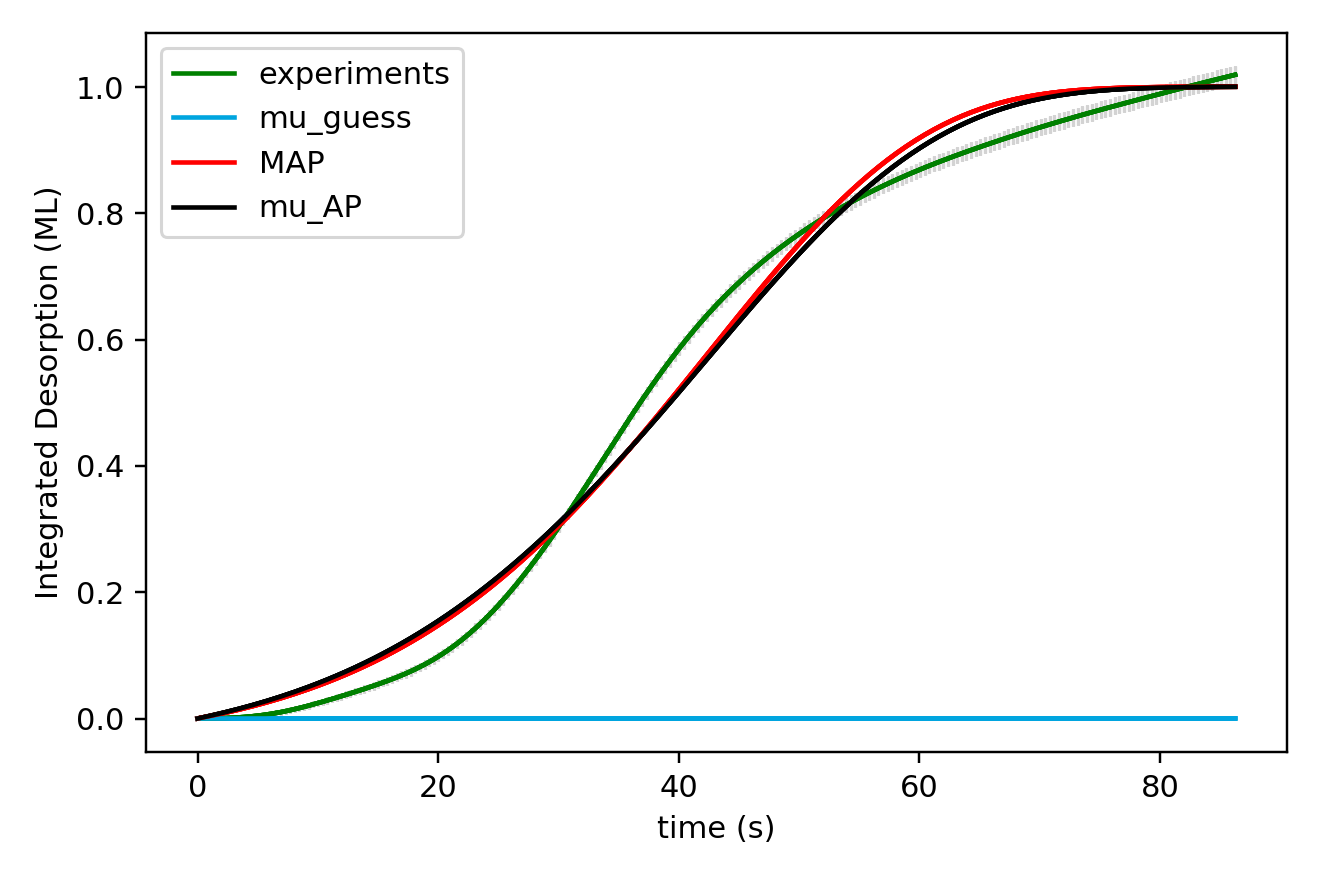 experiments
mu_guess
MAP
mu_AP
1.0
0.8
0.6
0.4
0.2
0.0
Integrated Desorption (ML)
0 20 40 60 80
time (s)